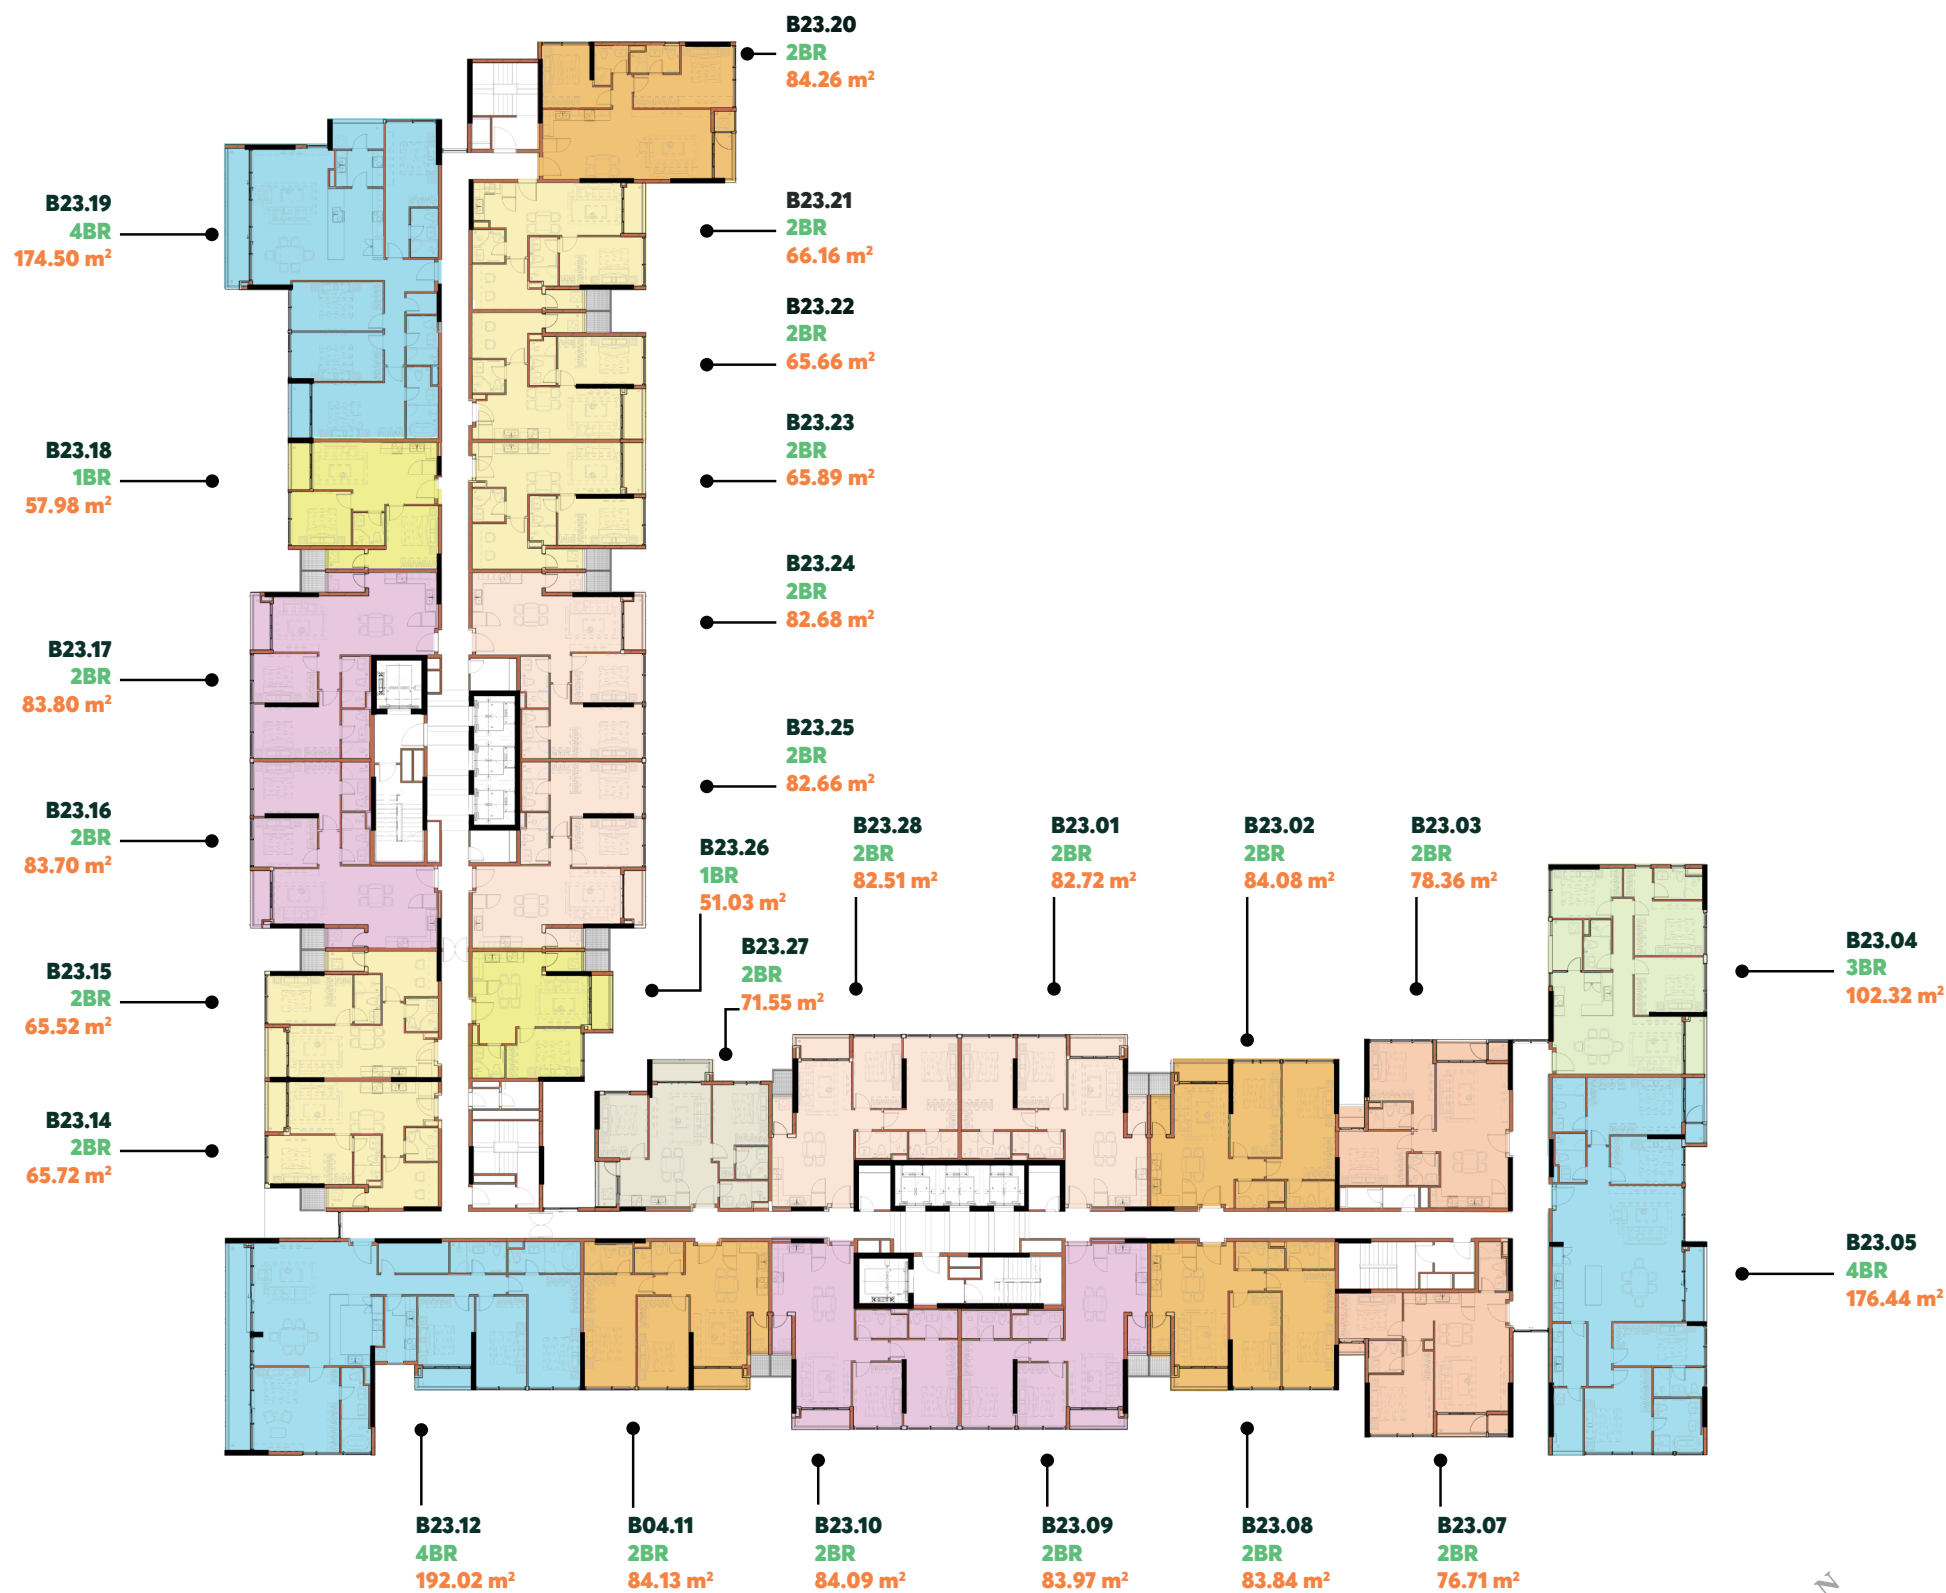 B23.20
2BR
84.26 m²
B23.19
4BR
174.50 m²
B23.21
2BR
66.16 m²
B23.22
2BR
65.66 m²
B23.18
1BR
57.98 m²
B23.23
2BR
65.89 m²
B23.24
2BR
82.68 m²
B23.17
2BR
83.80 m²
B23.25
2BR
82.66 m²
B23.16
2BR
83.70 m²
B23.26
1BR
51.03 m²
B23.28
2BR
82.51 m²
B23.01
2BR
82.72 m²
B23.02
2BR
84.08 m²
B23.03
2BR
78.36 m²
B23.27
2BR
71.55 m²
B23.04
3BR
102.32 m²
B23.15
2BR
65.52 m²
B23.14
2BR
65.72 m²
B23.05
4BR
176.44 m²
B23.12
4BR
192.02 m²
B04.11
2BR
84.13 m²
B23.10
2BR
84.09 m²
B23.09
2BR
83.97 m²
B23.08
2BR
83.84 m²
B23.07
2BR
76.71 m²
N